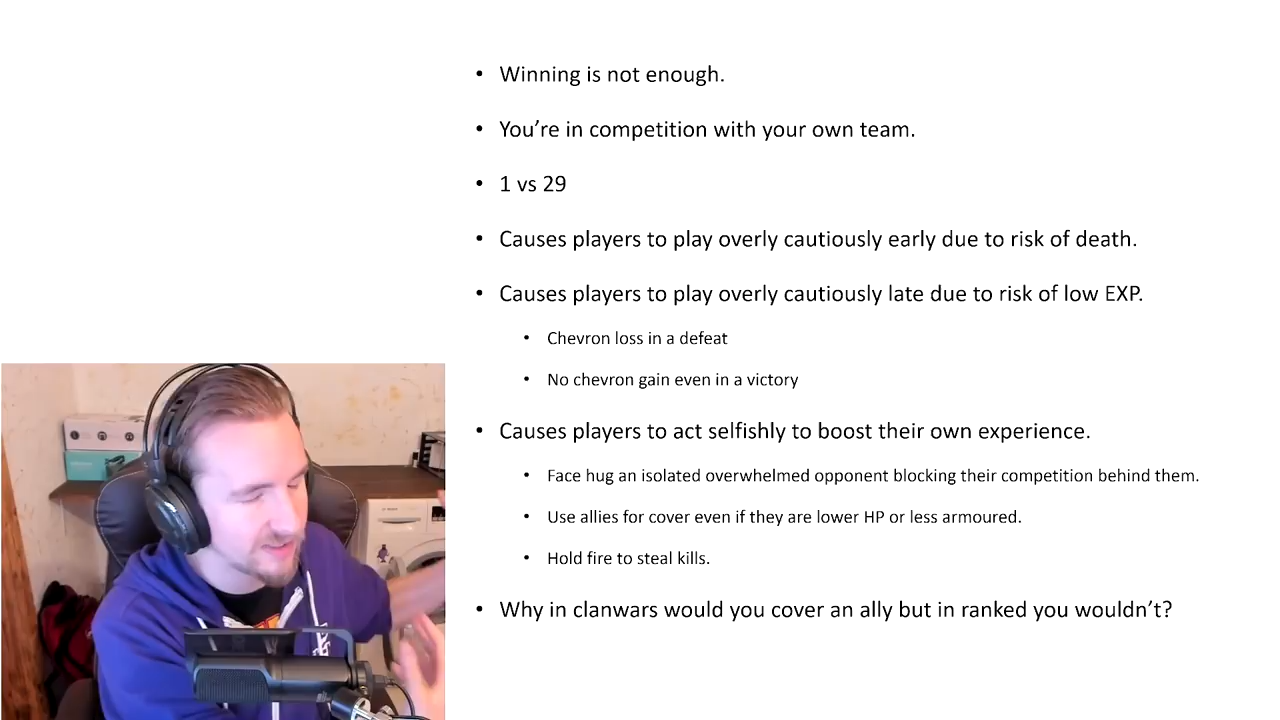 Winning is not enough.
You're in competition with your own team.
1 vs 29
Causes players to play overly cautiously early due to risk of death.
Causes players to play overly cautiously late due to risk of low EXP.
Chevron loss in a defeat
No chevron gain even in a victory
Causes players to act selfishly to boost their own experience.
Face hug an isolated overwhelmed opponent blocking their competition behind them.
Use allies for cover even if they are lower HP or less armoured.
Hold fire to steal kills.
Why in clanwars would you cover an ally but in ranked you wouldn't?